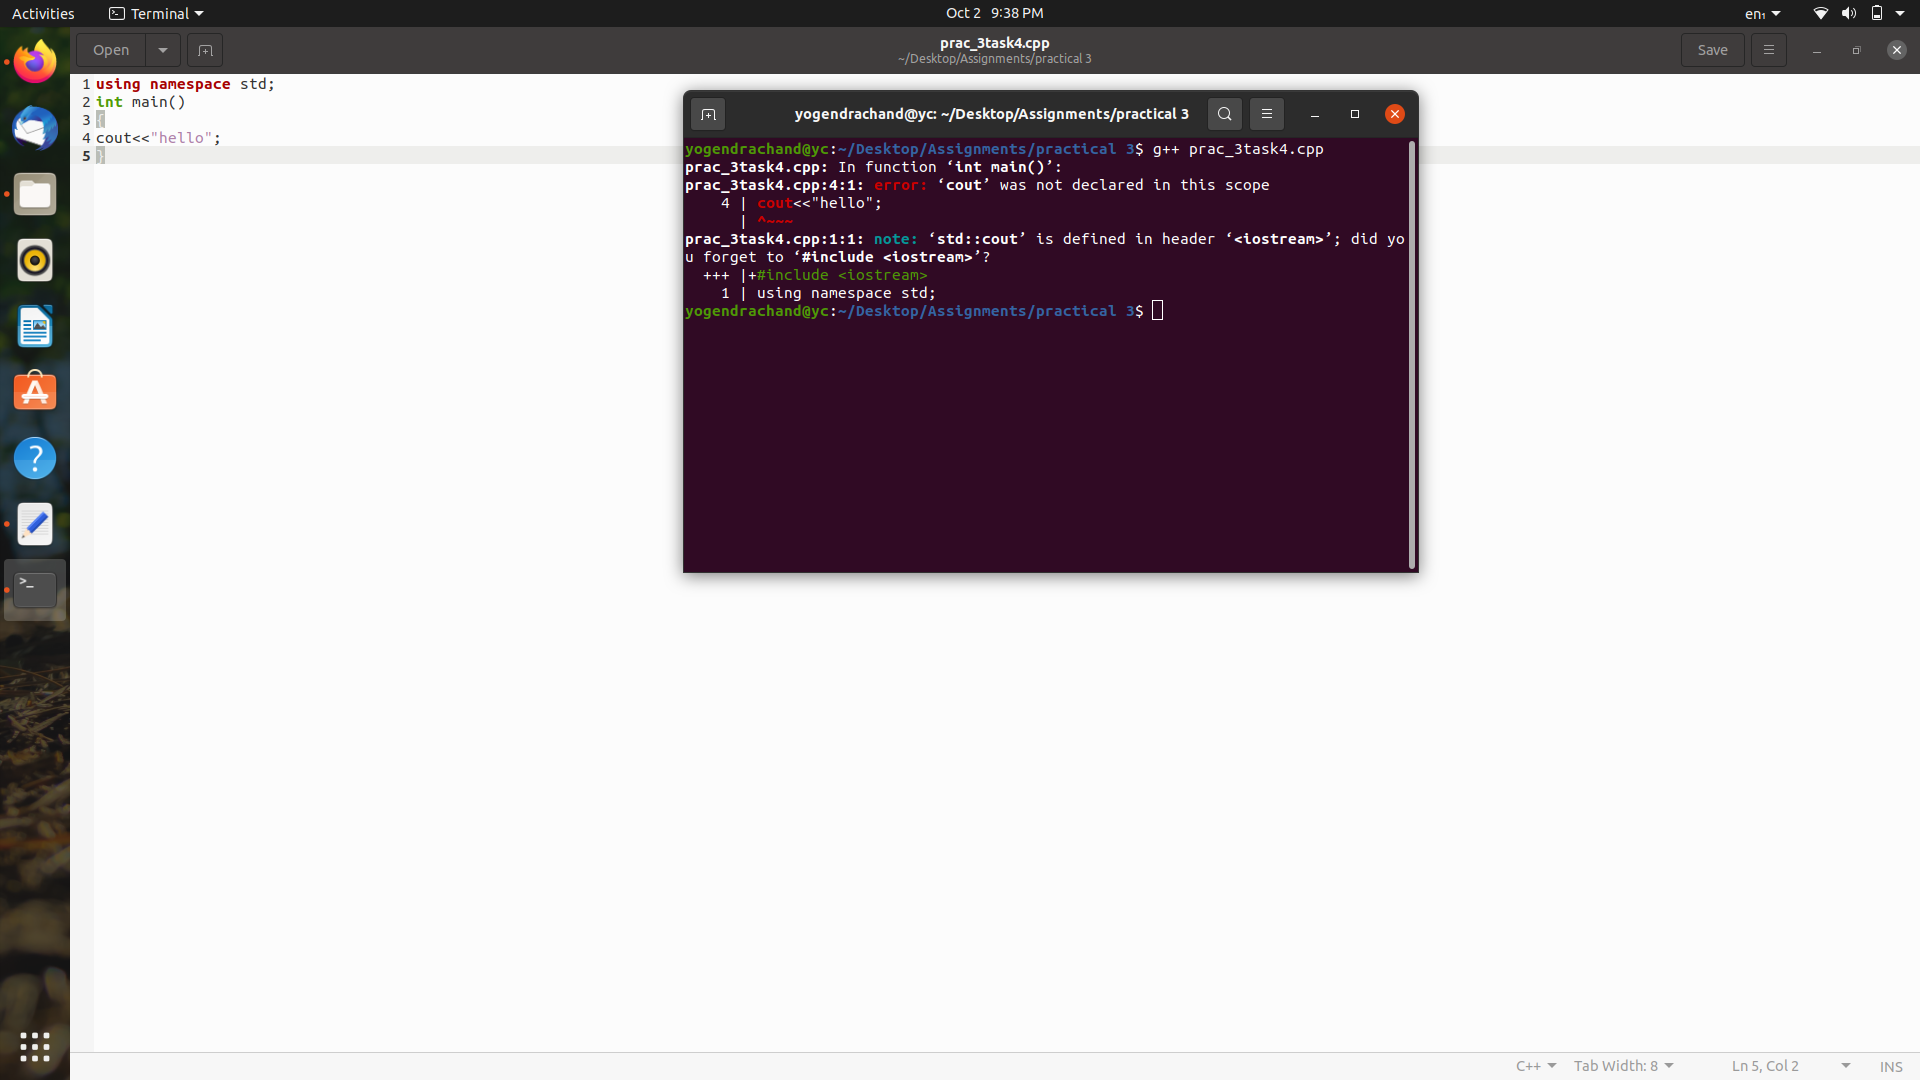 Activities
Terminal
Oct 2 9:38 PM
en₁
Open
prac_3task4.cpp
~/Desktop/Assignments/practical 3
Save
1 using namespace std;
2 int main()
3 {
4 cout<<"hello";
5 }
yogendrachand@yc: ~/Desktop/Assignments/practical 3
yogendrachand@yc:~/Desktop/Assignments/practical 3$ g++ prac_3task4.cpp
prac_3task4.cpp: In function ‘int main()’:
prac_3task4.cpp:4:1: error: ‘cout’ was not declared in this scope
    4 | cout<<"hello";
      | ^~~~
prac_3task4.cpp:1:1: note: ‘std::cout’ is defined in header ‘<iostream>’; did yo
u forget to ‘#include <iostream>’?
  +++ |+#include <iostream>
    1 | using namespace std;
yogendrachand@yc:~/Desktop/Assignments/practical 3$
C++
Tab Width: 8
Ln 5, Col 2
INS